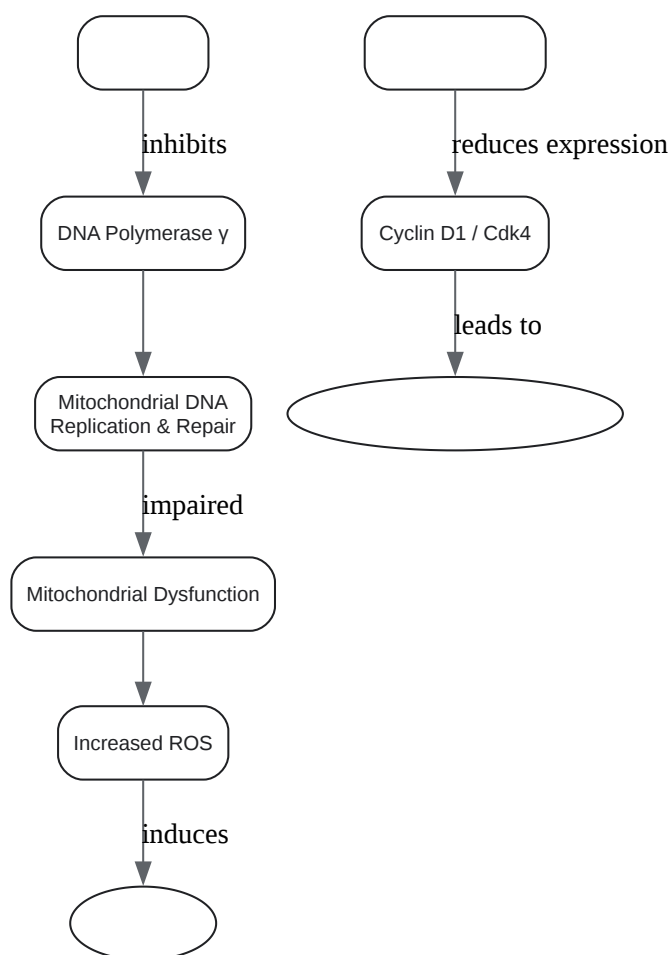 inhibits
reduces expression
DNA Polymerase γ
Cyclin D1 / Cdk4
leads to
Mitochondrial DNA
Replication & Repair
impaired
Mitochondrial Dysfunction
Increased ROS
induces